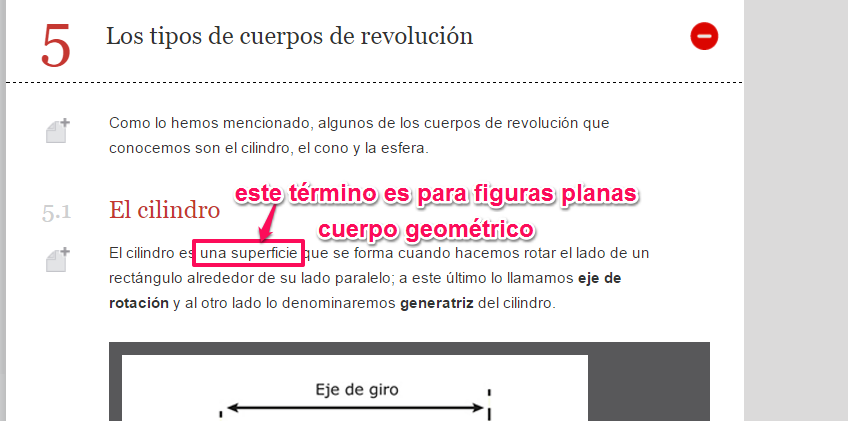 5 Los tipos de cuerpos de revolución
Como lo hemos mencionado, algunos de los cuerpos de revolución que
conocemos son el cilindro, el cono y la esfera.
este término es para figuras planas
cuerpo geométrico
5.1 El cilindro
El cilindro es una superficie que se forma cuando hacemos rotar el lado de un
rectángulo alrededor de su lado paralelo; a este último lo llamamos eje de
rotación y al otro lado lo denominaremos generatriz del cilindro.
Eje de giro